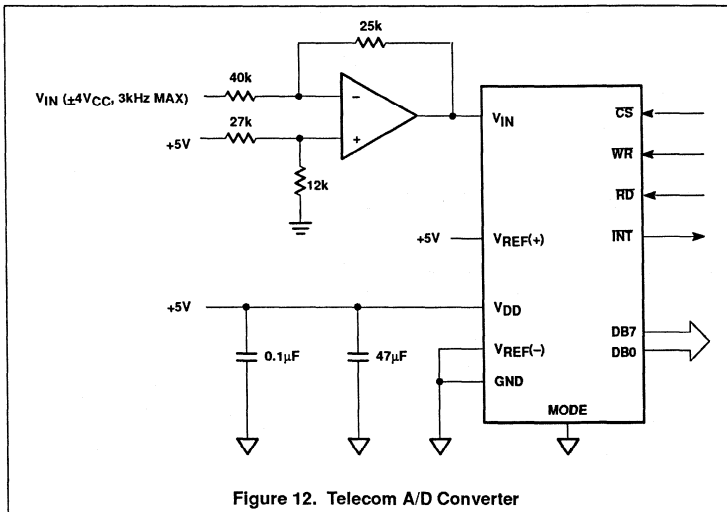 25k
40k
VIN (±4VCC, 3kHz MAX)
−
27k
+5V
+
12k
VIN
CS
WR
RD
INT
+5V
VREF(+)
+5V
VDD
DB7
DB0
0.1µF
47µF
VREF(−)
GND
MODE
Figure 12. Telecom A/D Converter